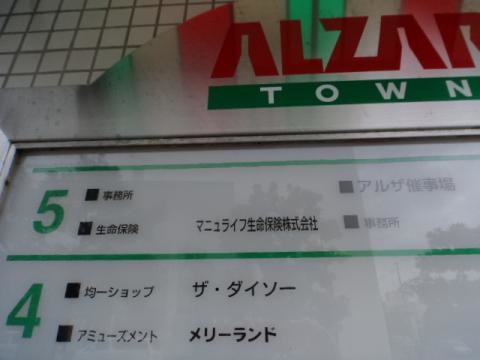 ALZAR
TOWN
5 ■ 事務所 ■ アルザ催事場
■ 生命保険 マニュライフ生命保険株式会社 ■ 事務所
4 ■ 均一ショップ ザ・ダイソー
■ アミューズメント メリーランド